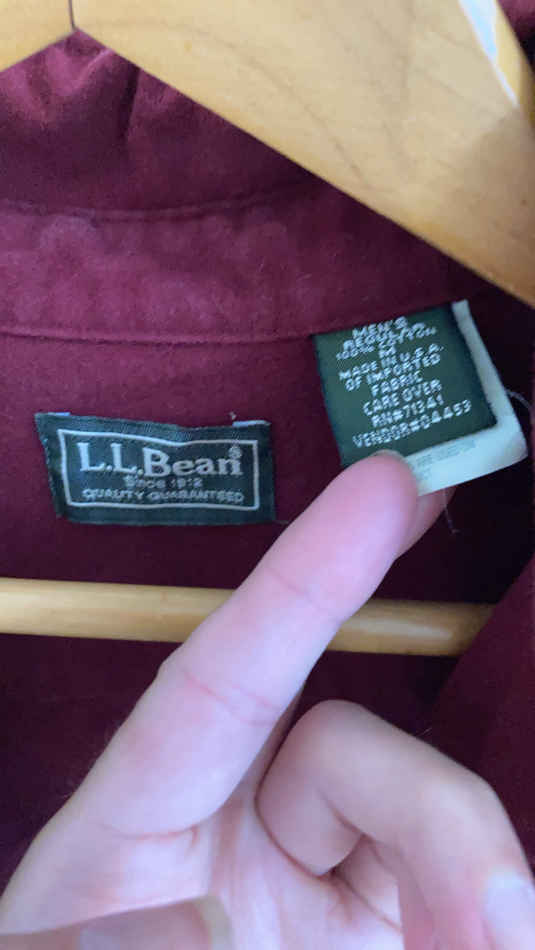 L.L.Bean®
Since 1912
QUALITY GUARANTEED
MEN'S
REGULAR
100% COTTON
M
MADE IN U.S.A.
OF IMPORTED
FABRIC
CARE OVER
RN#71341
VENDOR#04453